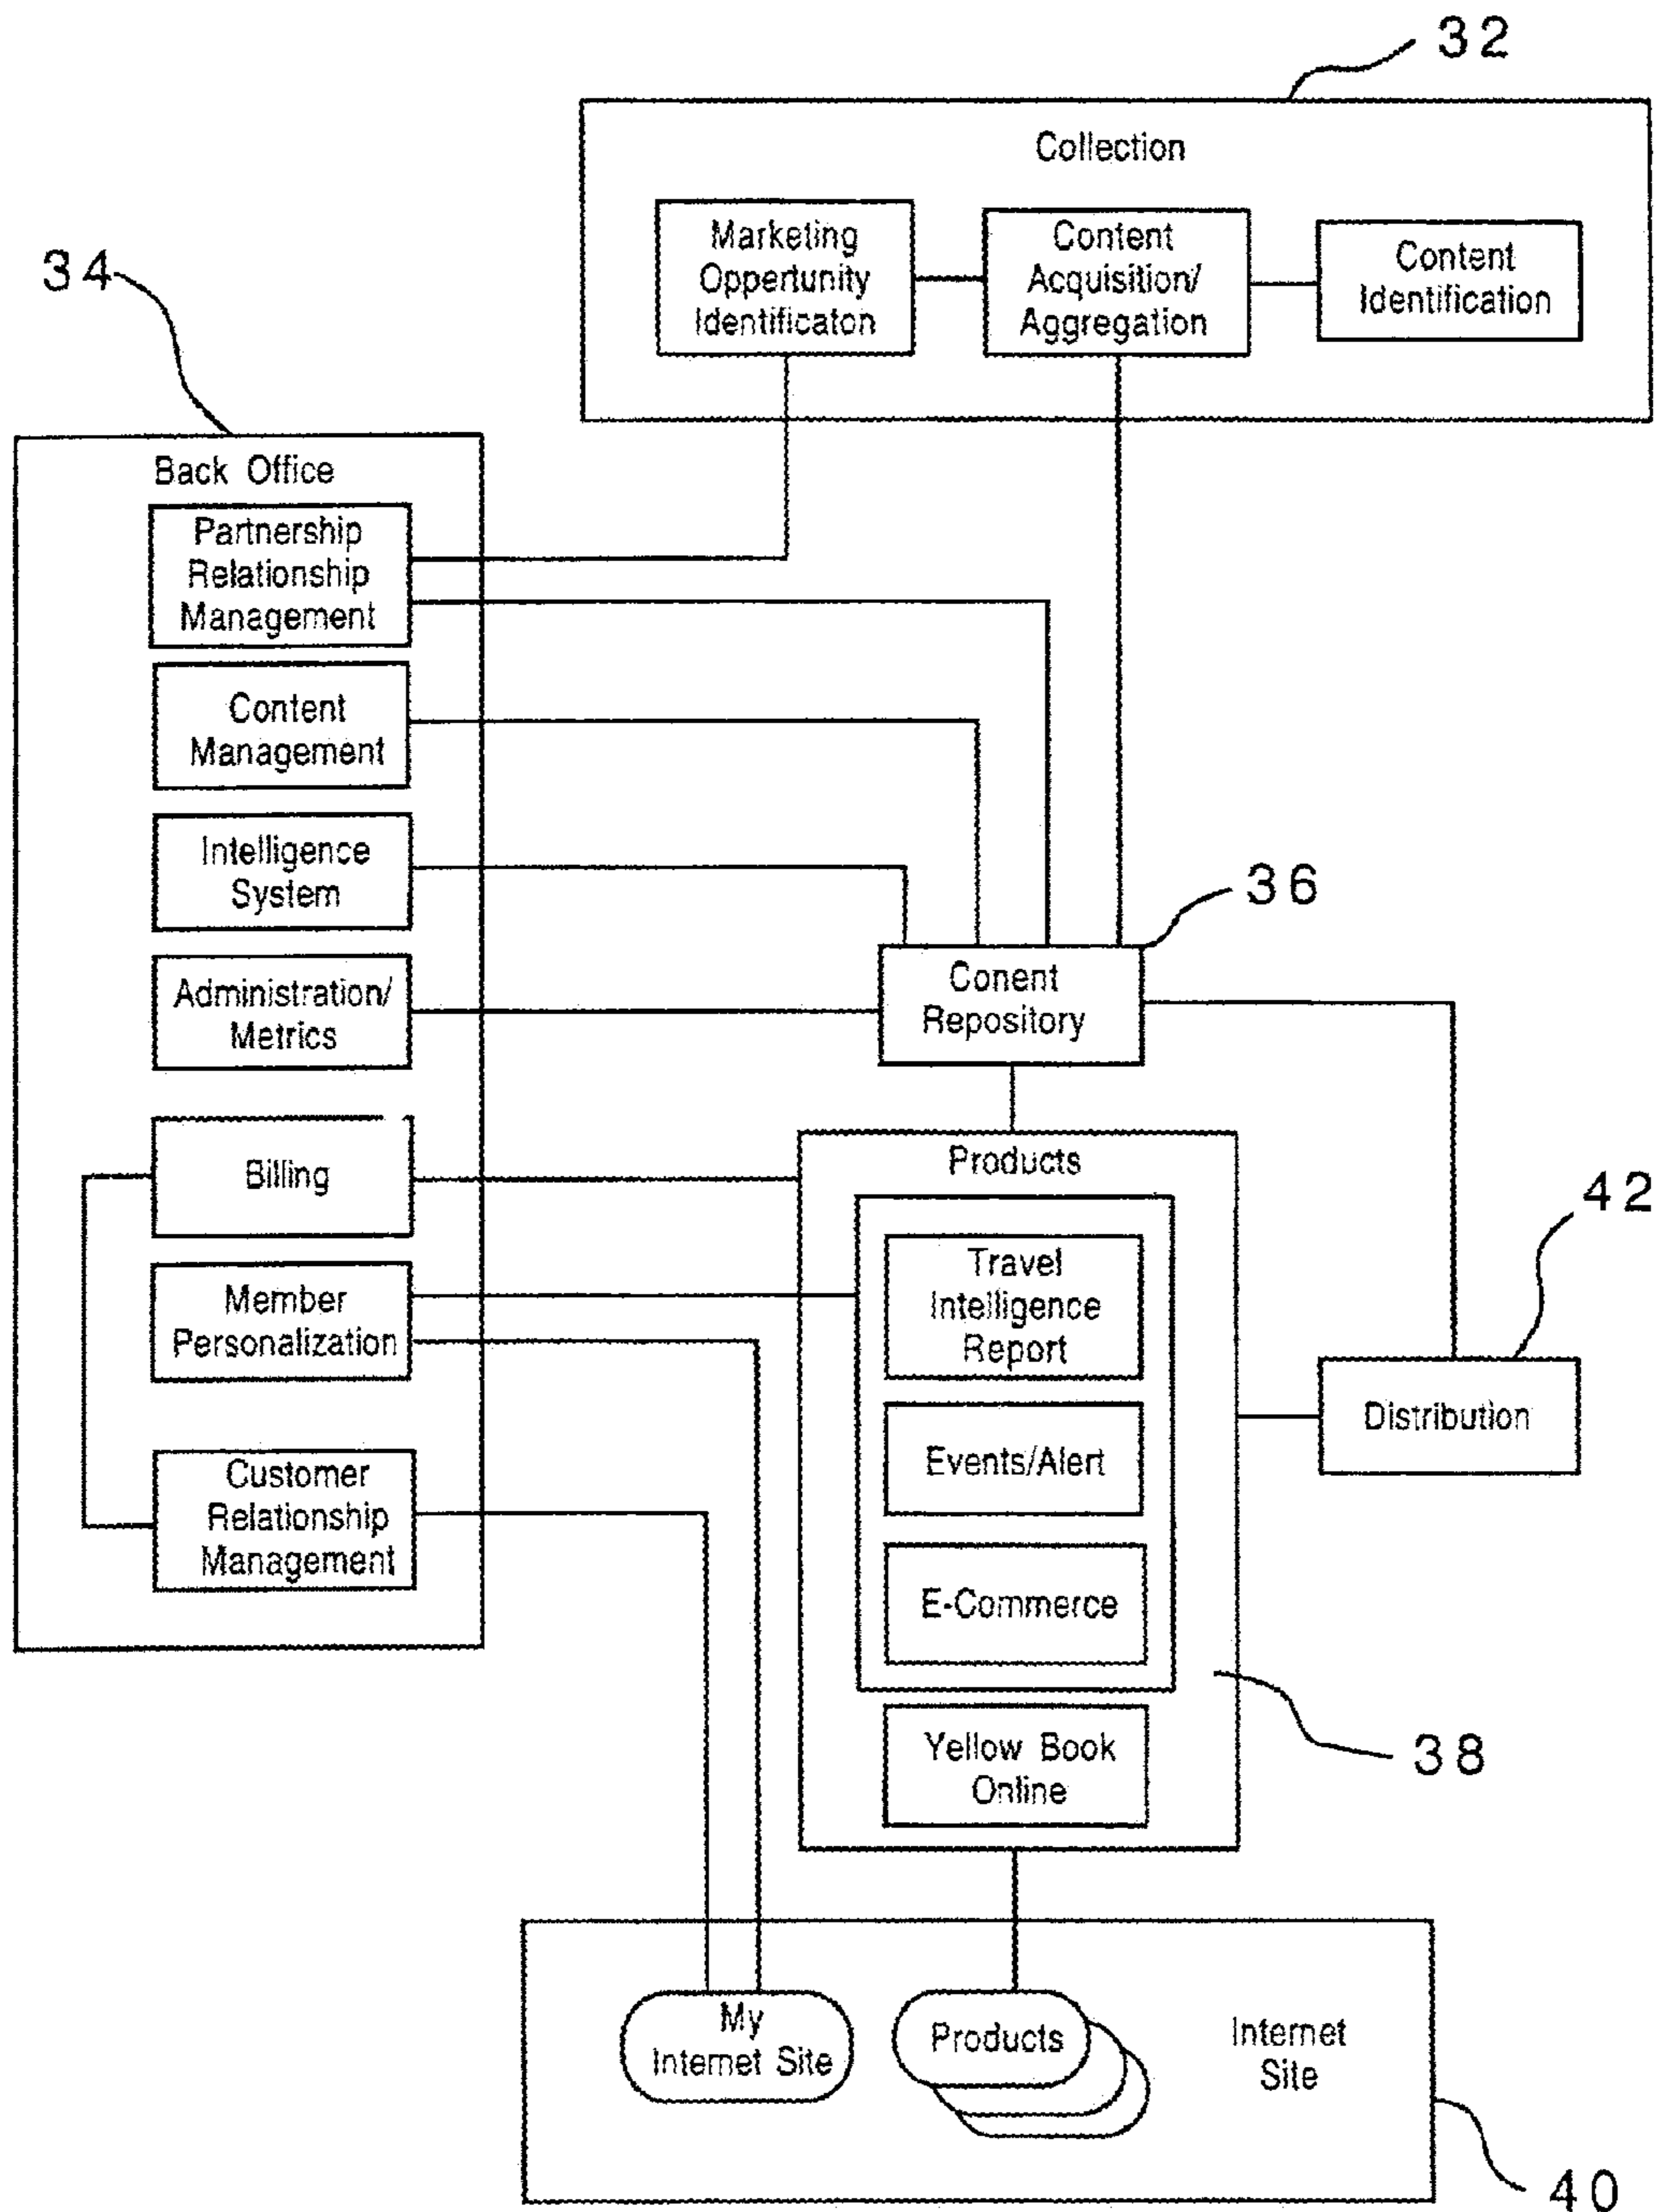 32
Collection
Marketing
Oppertunity
Identificaton
Content
Acquisition/
Aggregation
Content
Identification
34
Back Office
Partnership
Relationship
Management
Content
Management
Intelligence
System
Administration/
Metrics
Billing
Member
Personalization
Customer
Relationship
Management
36
Conent
Repository
Products
Travel
Intelligence
Report
Events/Alert
E-Commerce
Yellow Book
Online
38
42
Distribution
My
Internet Site
Products
Internet
Site
40